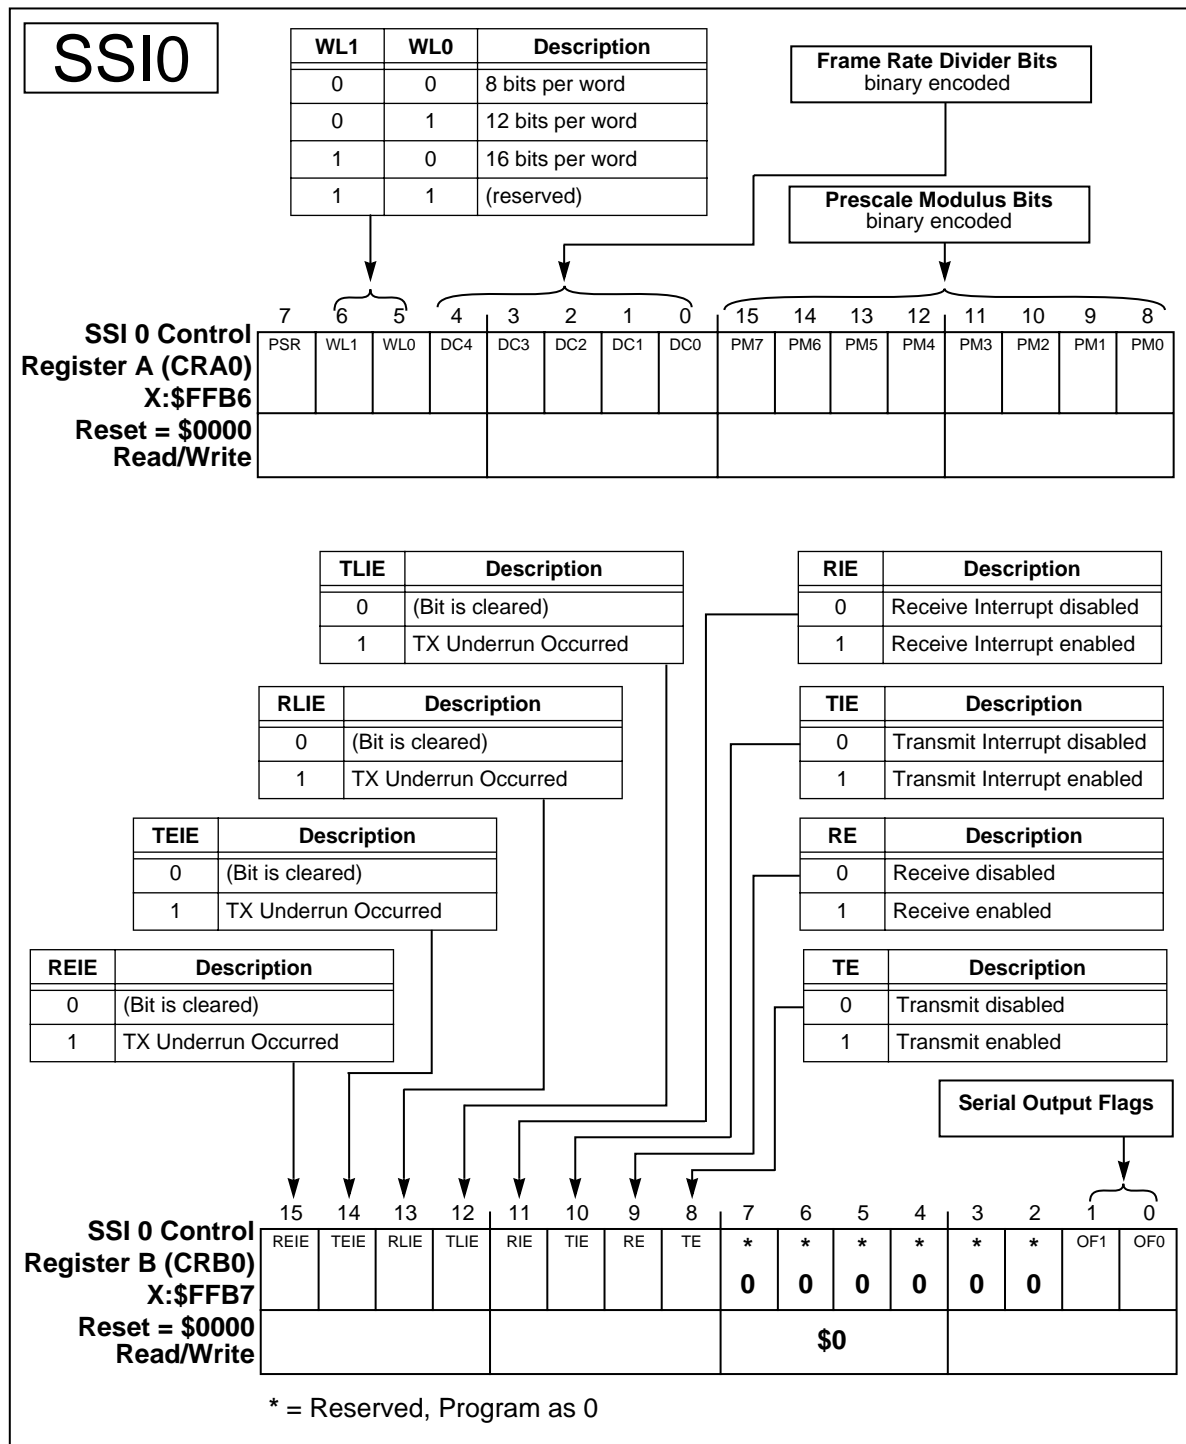 SSI0
WL1 WL0 Description
0 0 8 bits per word
0 1 12 bits per word
1 0 16 bits per word
1 1 (reserved)
Frame Rate Divider Bits
binary encoded
Prescale Modulus Bits
binary encoded
7 6 5 4 3 2 1 0 15 14 13 12 11 10 9 8
PSR WL1 WL0 DC4 DC3 DC2 DC1 DC0 PM7 PM6 PM5 PM4 PM3 PM2 PM1 PM0
SSI 0 Control
Register A (CRA0)
X:$FFB6
Reset = $0000
Read/Write
TLIE Description
0 (Bit is cleared)
1 TX Underrun Occurred
RIE Description
0 Receive Interrupt disabled
1 Receive Interrupt enabled
RLIE Description
0 (Bit is cleared)
1 TX Underrun Occurred
TIE Description
0 Transmit Interrupt disabled
1 Transmit Interrupt enabled
TEIE Description
0 (Bit is cleared)
1 TX Underrun Occurred
RE Description
0 Receive disabled
1 Receive enabled
REIE Description
0 (Bit is cleared)
1 TX Underrun Occurred
TE Description
0 Transmit disabled
1 Transmit enabled
Serial Output Flags
15 14 13 12 11 10 9 8 7 6 5 4 3 2 1 0
REIE TEIE RLIE TLIE RIE TIE RE TE * * * * * * OF1 OF0
0 0 0 0 0 0
SSI 0 Control
Register B (CRB0)
X:$FFB7
Reset = $0000
Read/Write
$0
* = Reserved, Program as 0